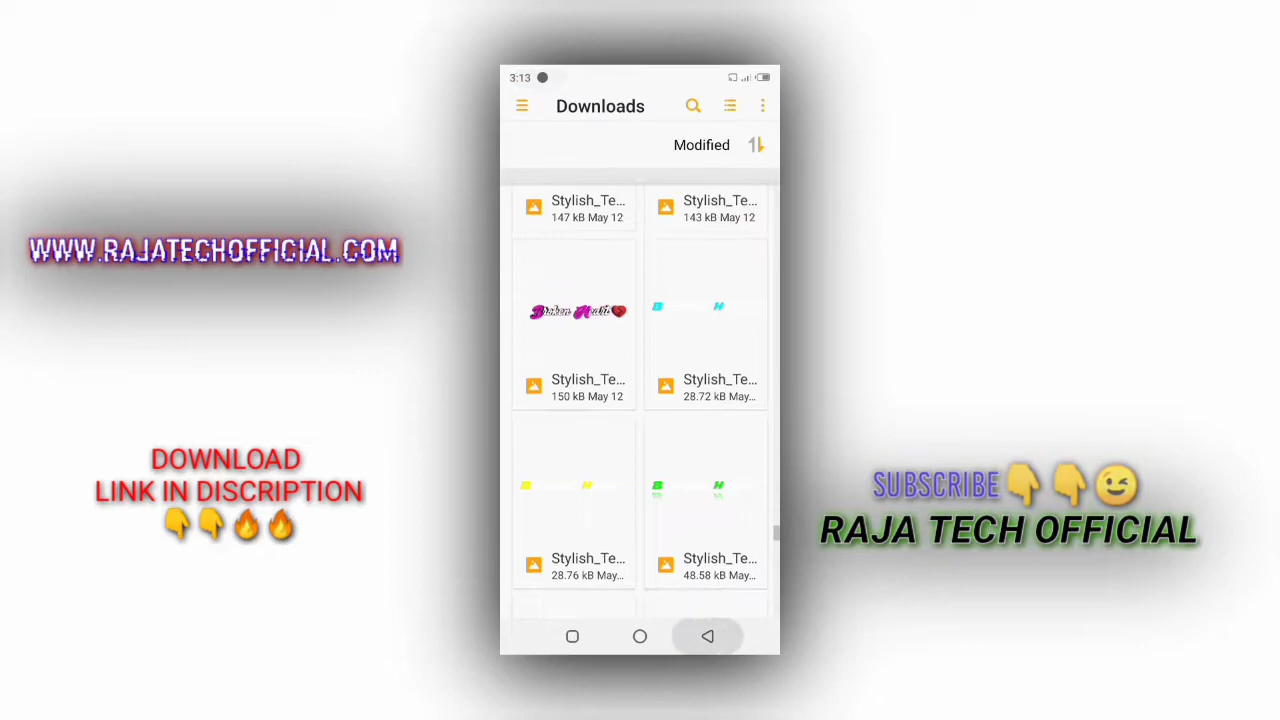 3:13
Downloads
Modified
Stylish_Te...
147 kB May 12
Stylish_Te...
143 kB May 12
WWW.RAJATECHOFFICIAL.COM
Broken Heart
B H
Stylish_Te...
150 kB May 12
Stylish_Te...
28.72 kB May...
DOWNLOAD
LINK IN DISCRIPTION
👇👇🔥🔥
SUBSCRIBE👇👇😉
RAJA TECH OFFICIAL
B H
B H
Stylish_Te...
28.76 kB May...
Stylish_Te...
48.58 kB May...